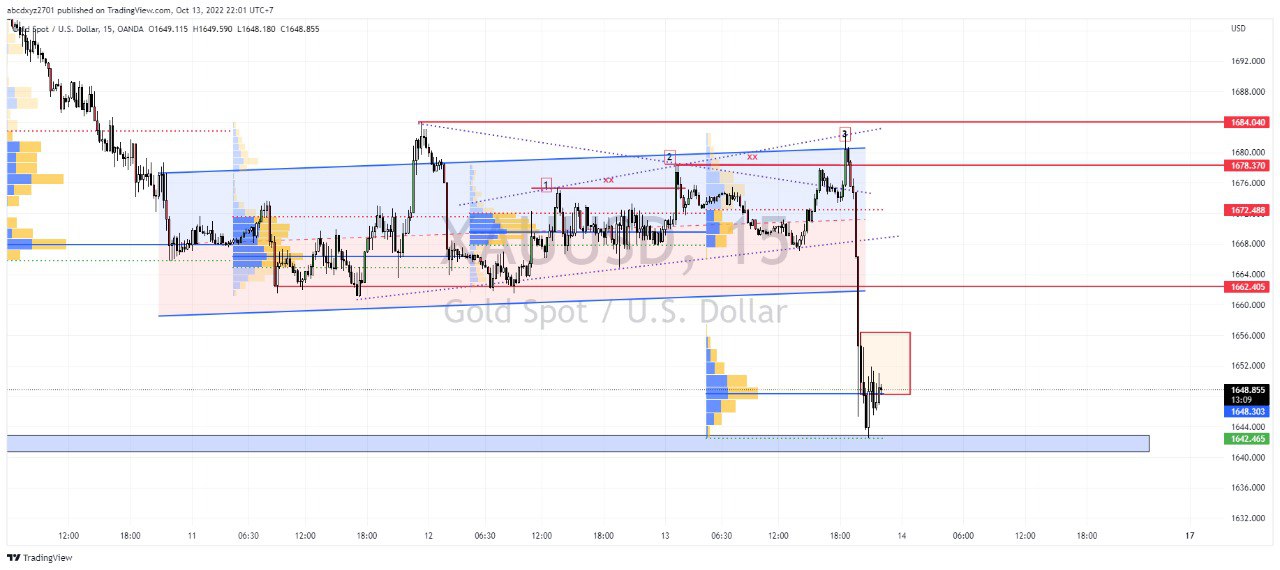 abcdxyz2701 published on TradingView.com, Oct 13, 2022 22:01 UTC+7
Gold Spot / U.S. Dollar, 15, OANDA O1649.115 H1649.590 L1648.180 C1648.855
USD
1692.000
1688.000
1684.040
1680.000
1678.370
1676.000
1672.488
1668.000
1664.000
1662.405
1660.000
1656.000
1652.000
1648.855
13:09
1648.303
1644.000
1642.465
1640.000
1636.000
1632.000
1
xx
2
xx
3
XAUUSD, 15
Gold Spot / U.S. Dollar
12:00 18:00 11 06:30 12:00 18:00 12 06:30 12:00 18:00 13 06:30 12:00 18:00 14 06:00 12:00 18:00 17
TradingView